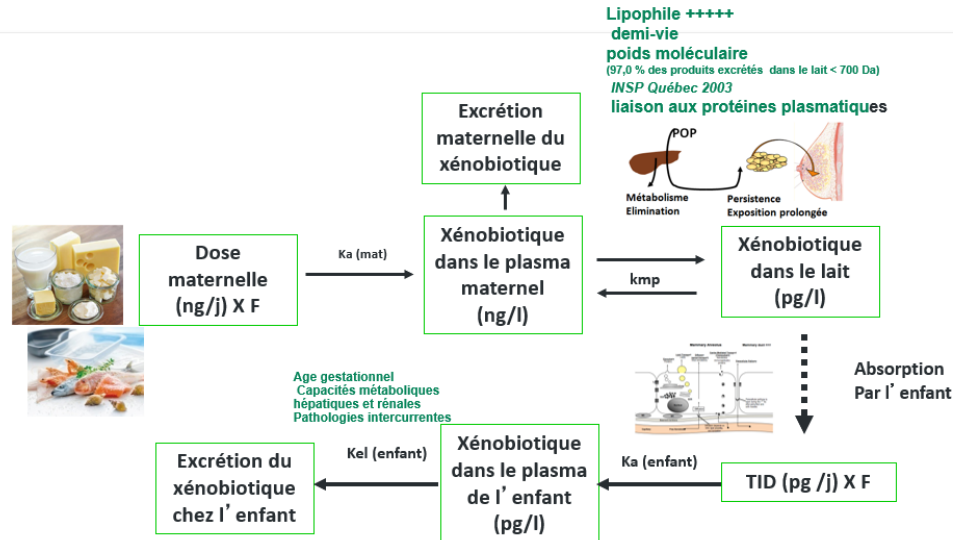 Lipophile +++++
demi-vie
poids moléculaire
(97,0 % des produits excrétés dans le lait < 700 Da)
INSP Québec 2003
liaison aux protéines plasmatiques
Excrétion
maternelle du
xénobiotique
POP
Métabolisme
Elimination
Persistence
Exposition prolongée
Dose
maternelle
(ng/j) X F
Ka (mat)
Xénobiotique
dans le plasma
maternel
(ng/l)
kmp
Xénobiotique
dans le lait
(pg/l)
Absorption
Par l' enfant
Age gestationnel
Capacités métaboliques
hépatiques et rénales
Pathologies intercurrentes
Excrétion du
xénobiotique
chez l' enfant
Kel (enfant)
Xénobiotique
dans le plasma
de l' enfant
(pg/l)
Ka (enfant)
TID (pg /j) X F